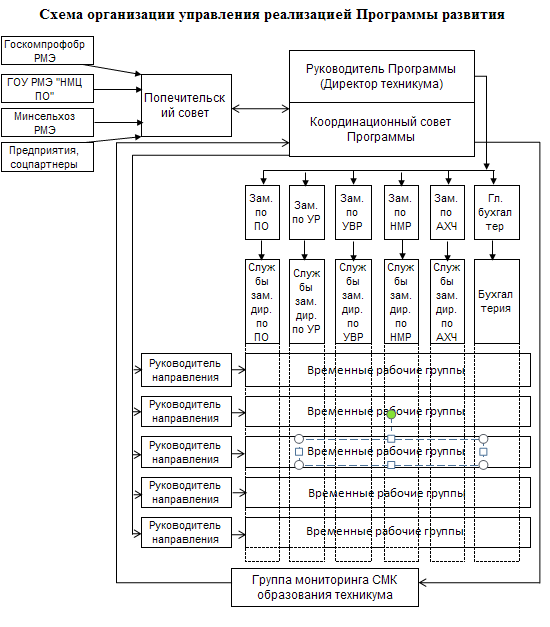 Схема организации управления реализацией Программы развития
Госкомпрофобр
РМЭ
ГОУ РМЭ "НМЦ
ПО"
Минсельхоз
РМЭ
Предприятия,
соцпартнеры
Попечительск
ий совет
Руководитель Программы
(Директор техникума)
Координационный совет
Программы
Зам.
по
ПО
Зам.
по УР
Зам.
по
УВР
Зам.
по
НМР
Зам.
по
АХЧ
Гл.
бухгал
тер
Служ
бы
зам.
дир.
по
ПО
Служ
бы
зам.
дир.
по УР
Служ
бы
зам.
дир.
по
УВР
Служ
бы
зам.
дир.
по
НМР
Служ
бы
зам.
дир.
по
АХЧ
Бухгал
терия
Руководитель
направления
Временные рабочие группы
Руководитель
направления
Временные рабочие группы
Руководитель
направления
Временные рабочие группы
Руководитель
направления
Временные рабочие группы
Руководитель
направления
Временные рабочие группы
Группа мониторинга СМК
образования техникума